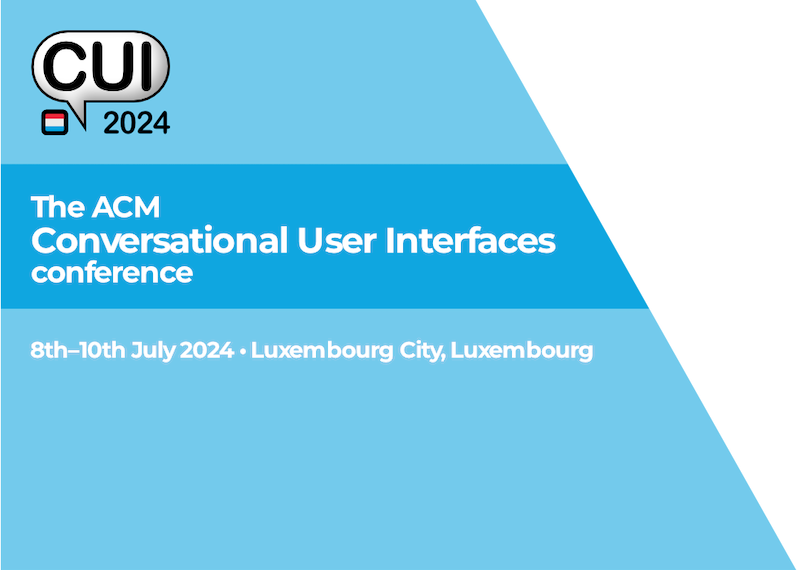 CUI
2024
The ACM
Conversational User Interfaces
conference
8th–10th July 2024 • Luxembourg City, Luxembourg